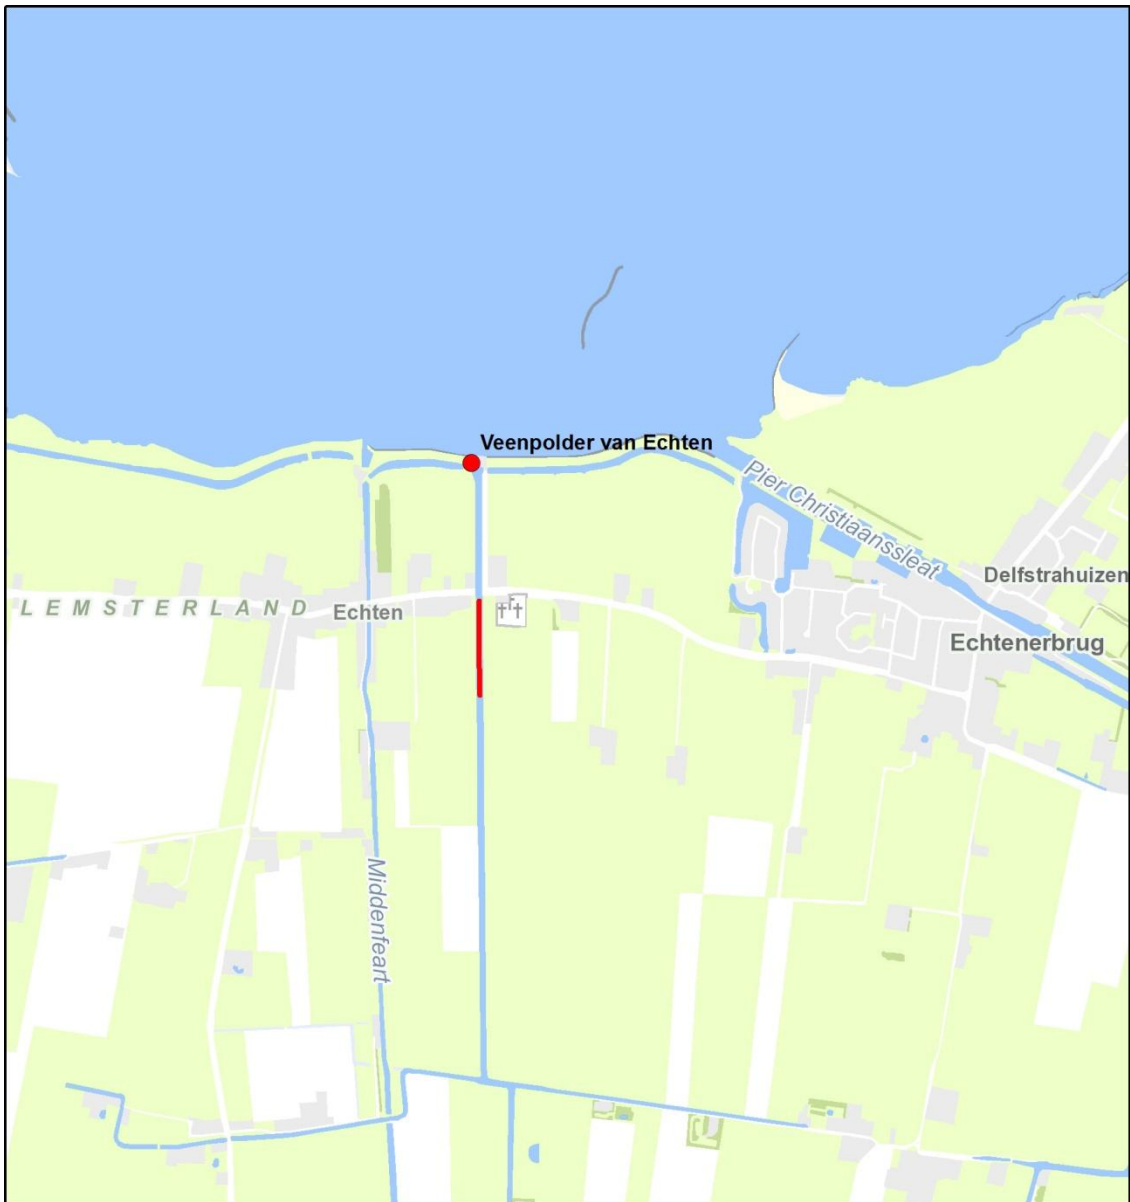 Veenpolder van Echten
Pier Christiaanssleat
Delfstrahuizen
LEMSTERLAND
Echten
Echtenerbrug
Middenfeart